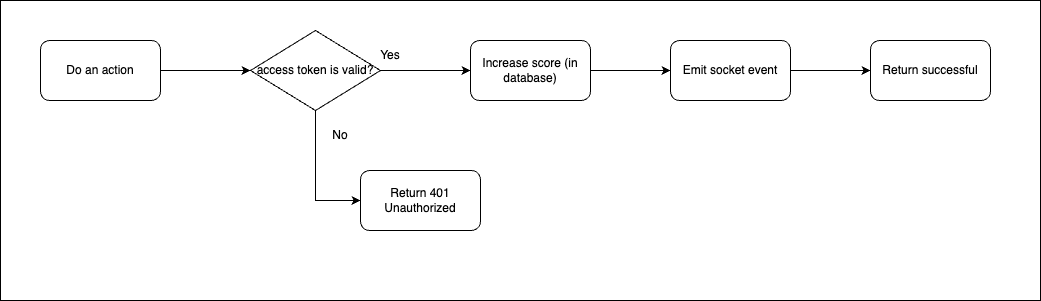 Do an action
access token is valid?
Yes
Increase score (in
database)
Emit socket event
Return successful
No
Return 401
Unauthorized